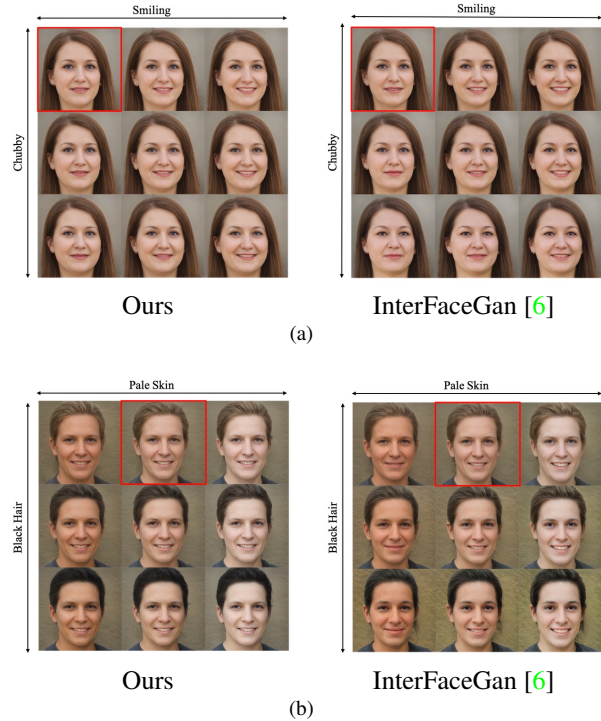 Smiling
Smiling
Chubby
Chubby
Ours
InterFaceGan [6]
(a)
Pale Skin
Pale Skin
Black Hair
Black Hair
Ours
InterFaceGan [6]
(b)